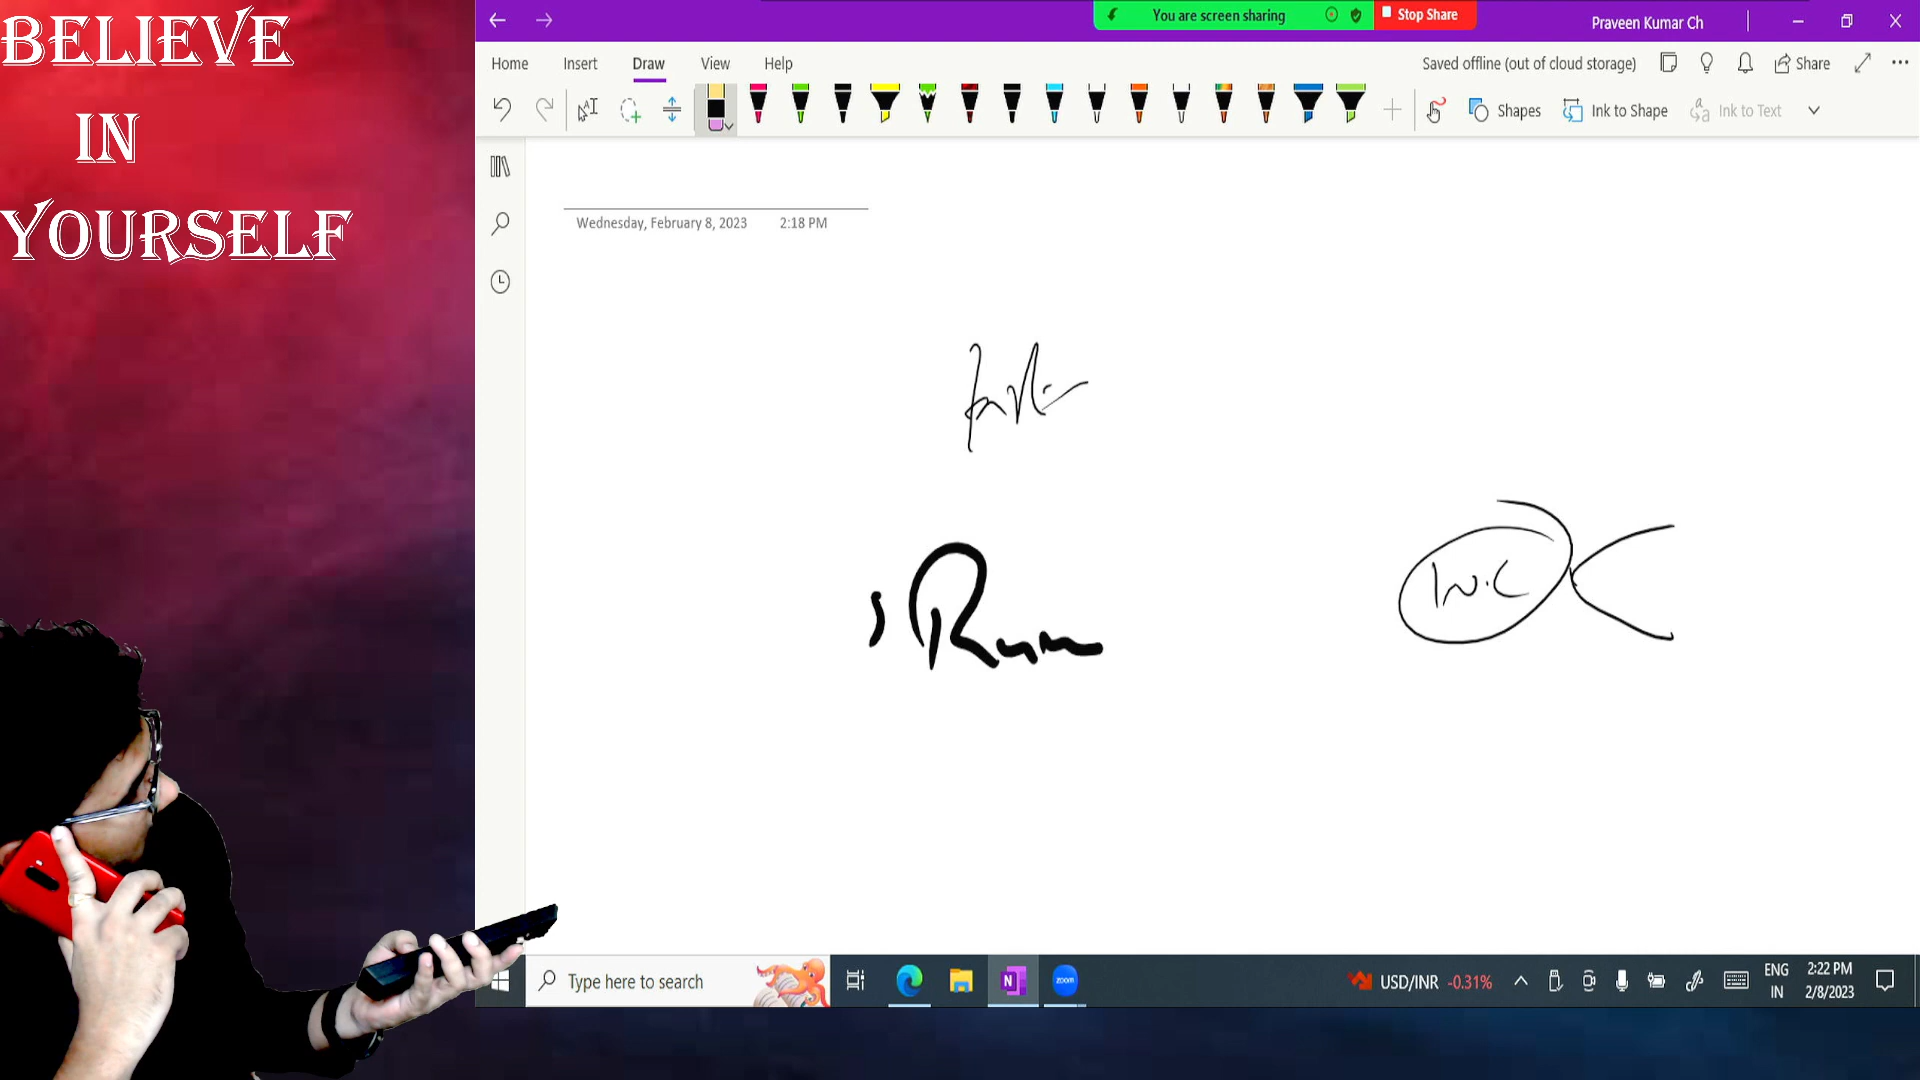 BELIEVE
IN
YOURSELF
You are screen sharing
Stop Share
Praveen Kumar Ch
Home Insert Draw View Help
Saved offline (out of cloud storage)
Share
Shapes
Ink to Shape
Ink to Text
Wednesday, February 8, 2023 2:18 PM
W.C
Type here to search
N
zoom
USD/INR -0.31%
ENG
IN
2:22 PM
2/8/2023